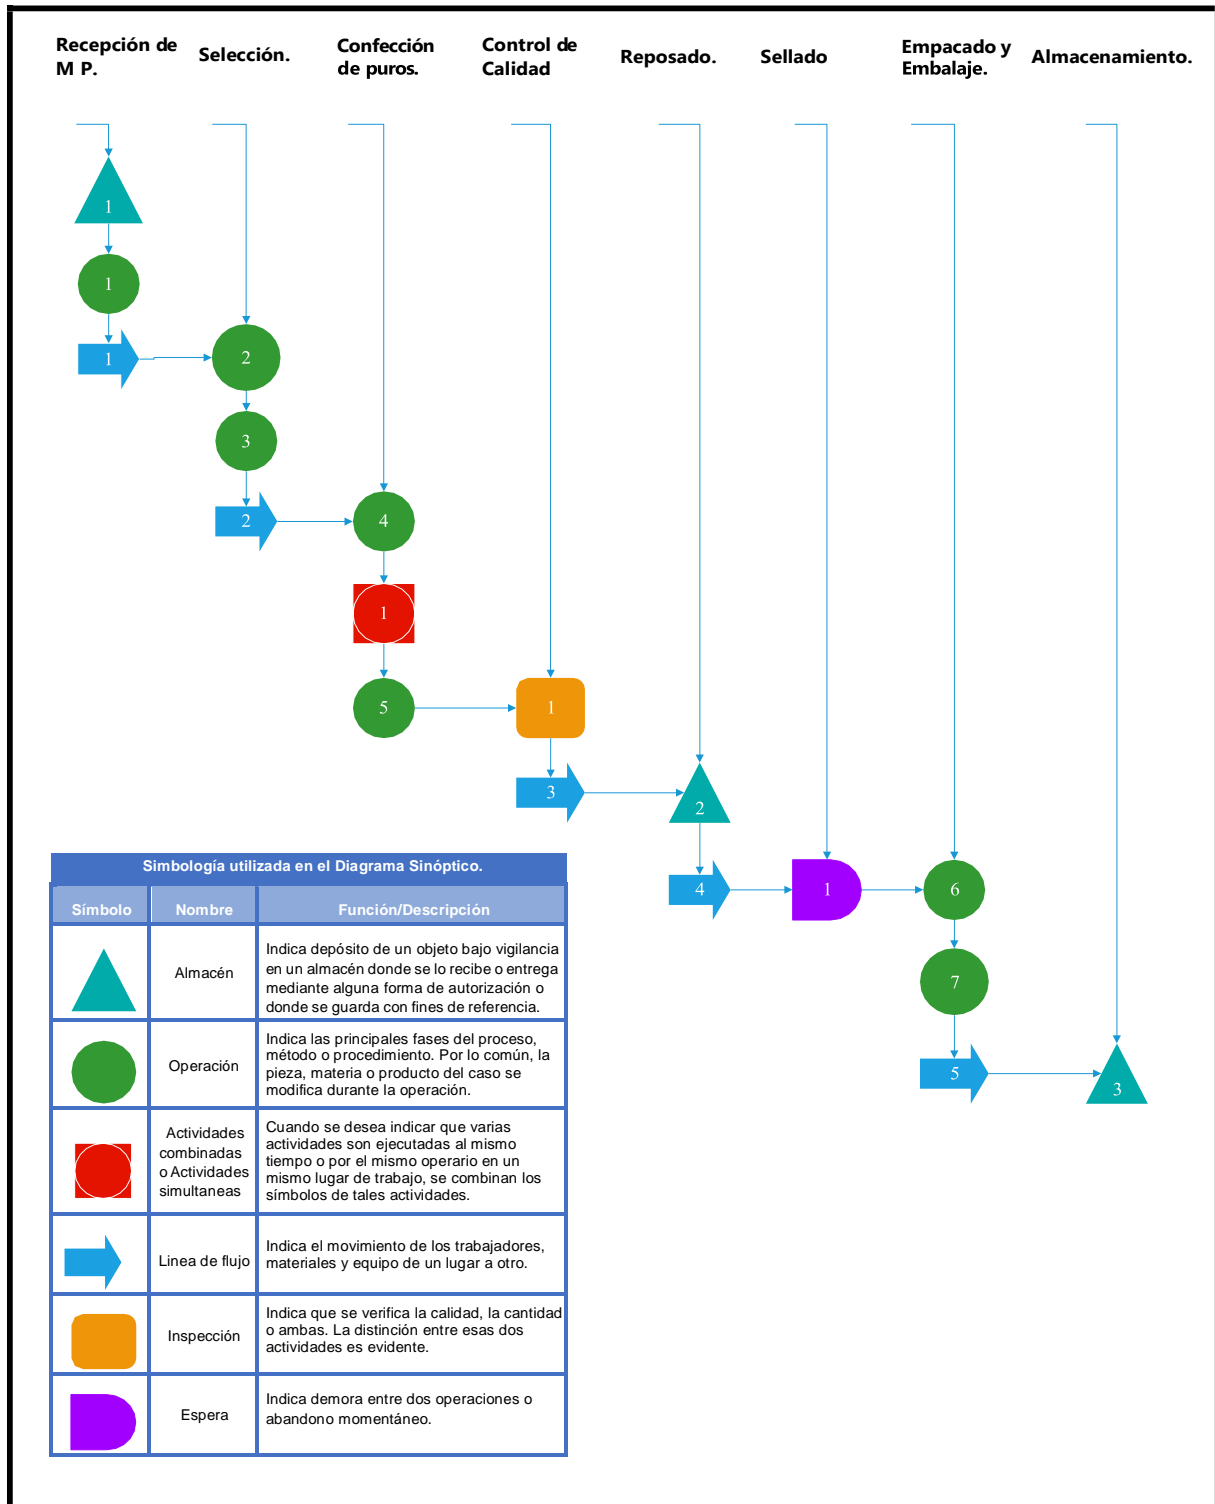 Recepción de
M P.
Selección.
Confección
de puros.
Control de
Calidad
Reposado.
Sellado
Empacado y
Embalaje.
Almacenamiento.
1
1
1
2
3
2
4
1
5
1
3
2
4
1
6
7
5
3
Simbología utilizada en el Diagrama Sinóptico.
Símbolo
Nombre
Función/Descripción
Almacén
Indica depósito de un objeto bajo vigilancia
en un almacén donde se lo recibe o entrega
mediante alguna forma de autorización o
donde se guarda con fines de referencia.
Operación
Indica las principales fases del proceso,
método o procedimiento. Por lo común, la
pieza, materia o producto del caso se
modifica durante la operación.
Actividades
combinadas
o Actividades
simultaneas
Cuando se desea indicar que varias
actividades son ejecutadas al mismo
tiempo o por el mismo operario en un
mismo lugar de trabajo, se combinan los
símbolos de tales actividades.
Linea de flujo
Indica el movimiento de los trabajadores,
materiales y equipo de un lugar a otro.
Inspección
Indica que se verifica la calidad, la cantidad
o ambas. La distinción entre esas dos
actividades es evidente.
Espera
Indica demora entre dos operaciones o
abandono momentáneo.